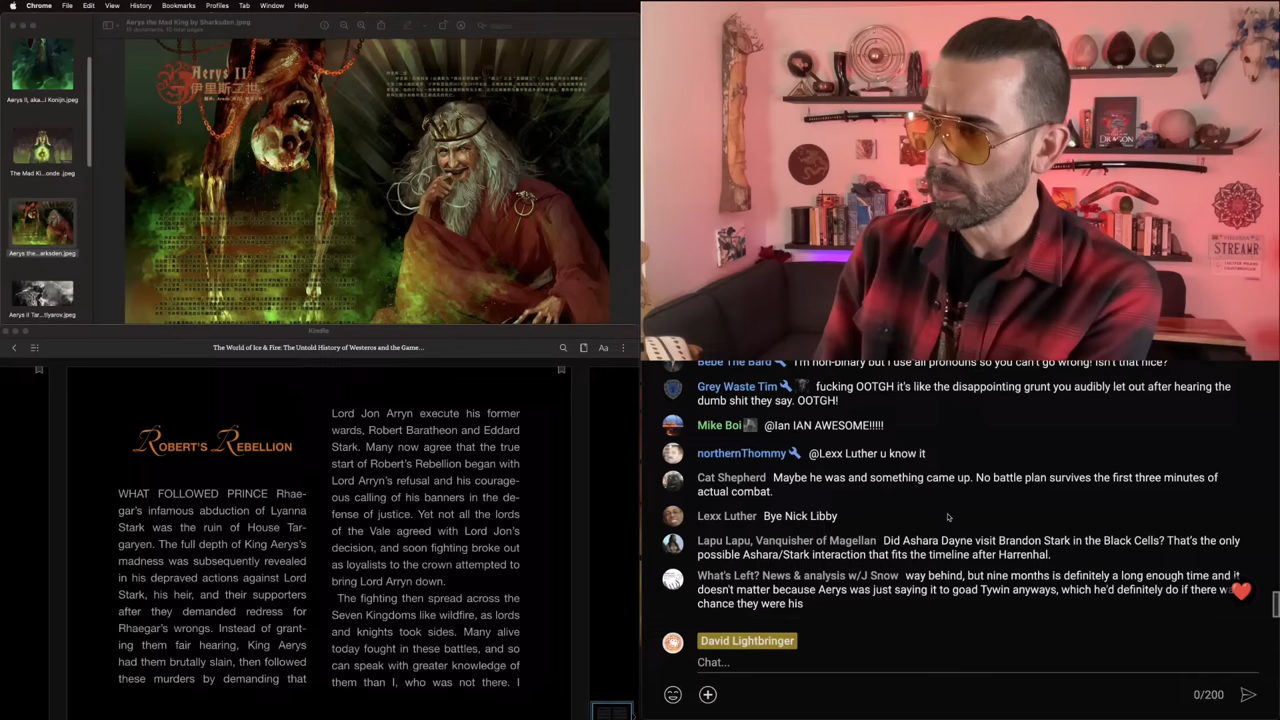 Chrome File Edit View History Bookmarks Profiles Tab Window Help
Aerys the Mad King by Sharksden.jpeg
15 documents, 15 total pages
Aerys II, aka...i Konijn.jpeg
The Mad Ki...onde .jpeg
Aerys the...arksden.jpeg
Aerys II Tar...tlyarov.jpeg
Aerys II
伊里斯二世
Kindle
The World of Ice & Fire: The Untold History of Westeros and the Game...
Aa
ROBERT'S REBELLION
WHAT FOLLOWED PRINCE Rhae-
gar's infamous abduction of Lyanna
Stark was the ruin of House Tar-
garyen. The full depth of King Aerys's
madness was subsequently revealed
in his depraved actions against Lord
Stark, his heir, and their supporters
after they demanded redress for
Rhaegar's wrongs. Instead of grant-
ing them fair hearing, King Aerys
had them brutally slain, then followed
these murders by demanding that
Lord Jon Arryn execute his former
wards, Robert Baratheon and Eddard
Stark. Many now agree that the true
start of Robert's Rebellion began with
Lord Arryn's refusal and his courage-
ous calling of his banners in the de-
fense of justice. Yet not all the lords
of the Vale agreed with Lord Jon's
decision, and soon fighting broke out
as loyalists to the crown attempted to
bring Lord Arryn down.
The fighting then spread across the
Seven Kingdoms like wildfire, as lords
and knights took sides. Many alive
today fought in these battles, and so
can speak with greater knowledge of
them than I, who was not there. I
DRAGON
STREAMR
Bebe The Bard I'm non-binary but I use all pronouns so you can't go wrong! Isn't that nice?
Grey Waste Tim fucking OOTGH it's like the disappointing grunt you audibly let out after hearing the
dumb shit they say. OOTGH!
Mike Boi @Ian IAN AWESOME!!!!!
northernThommy @Lexx Luther u know it
Cat Shepherd Maybe he was and something came up. No battle plan survives the first three minutes of
actual combat.
Lexx Luther Bye Nick Libby
Lapu Lapu, Vanquisher of Magellan Did Ashara Dayne visit Brandon Stark in the Black Cells? That's the only
possible Ashara/Stark interaction that fits the timeline after Harrenhal.
What's Left? News & analysis w/J Snow way behind, but nine months is definitely a long enough time and it
doesn't matter because Aerys was just saying it to goad Tywin anyways, which he'd definitely do if there
chance they were his
David Lightbringer
Chat...
0/200